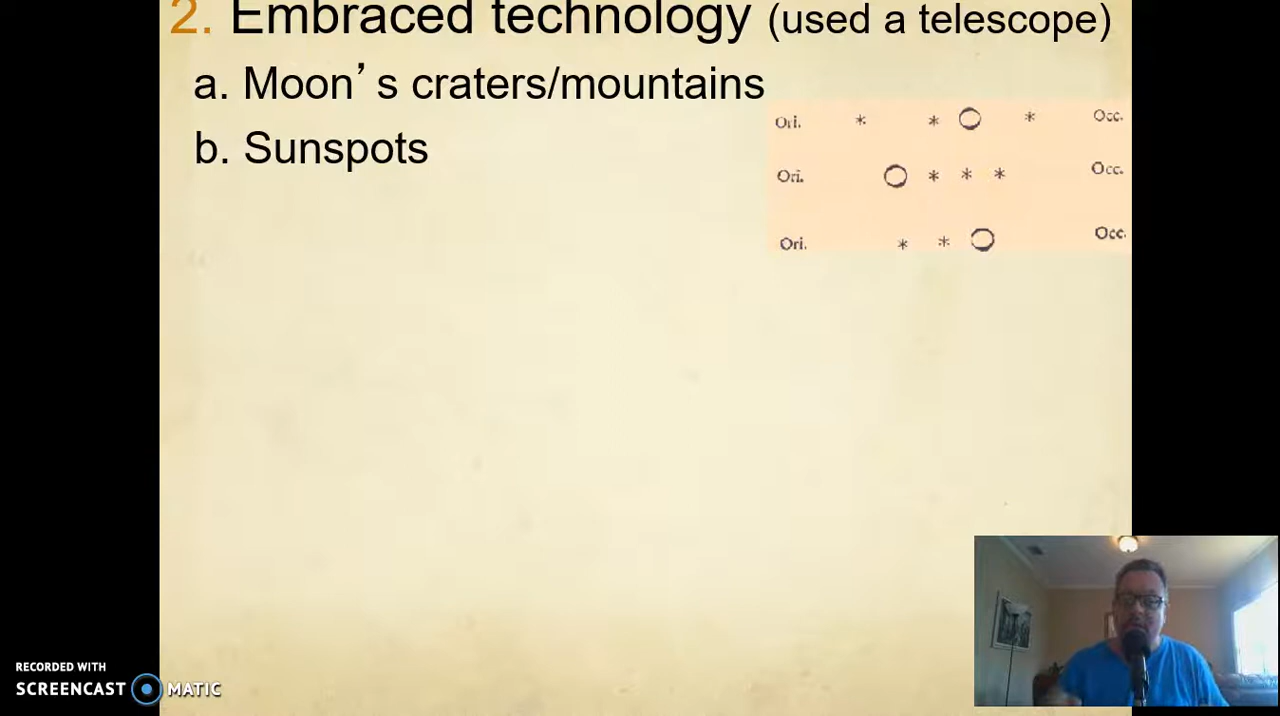 2. Embraced technology (used a telescope)
a. Moon’s craters/mountains
b. Sunspots
Ori. * * O * Occ.
Ori. O * * * Occ.
Ori. * * O Occ.
RECORDED WITH
SCREENCAST MATIC